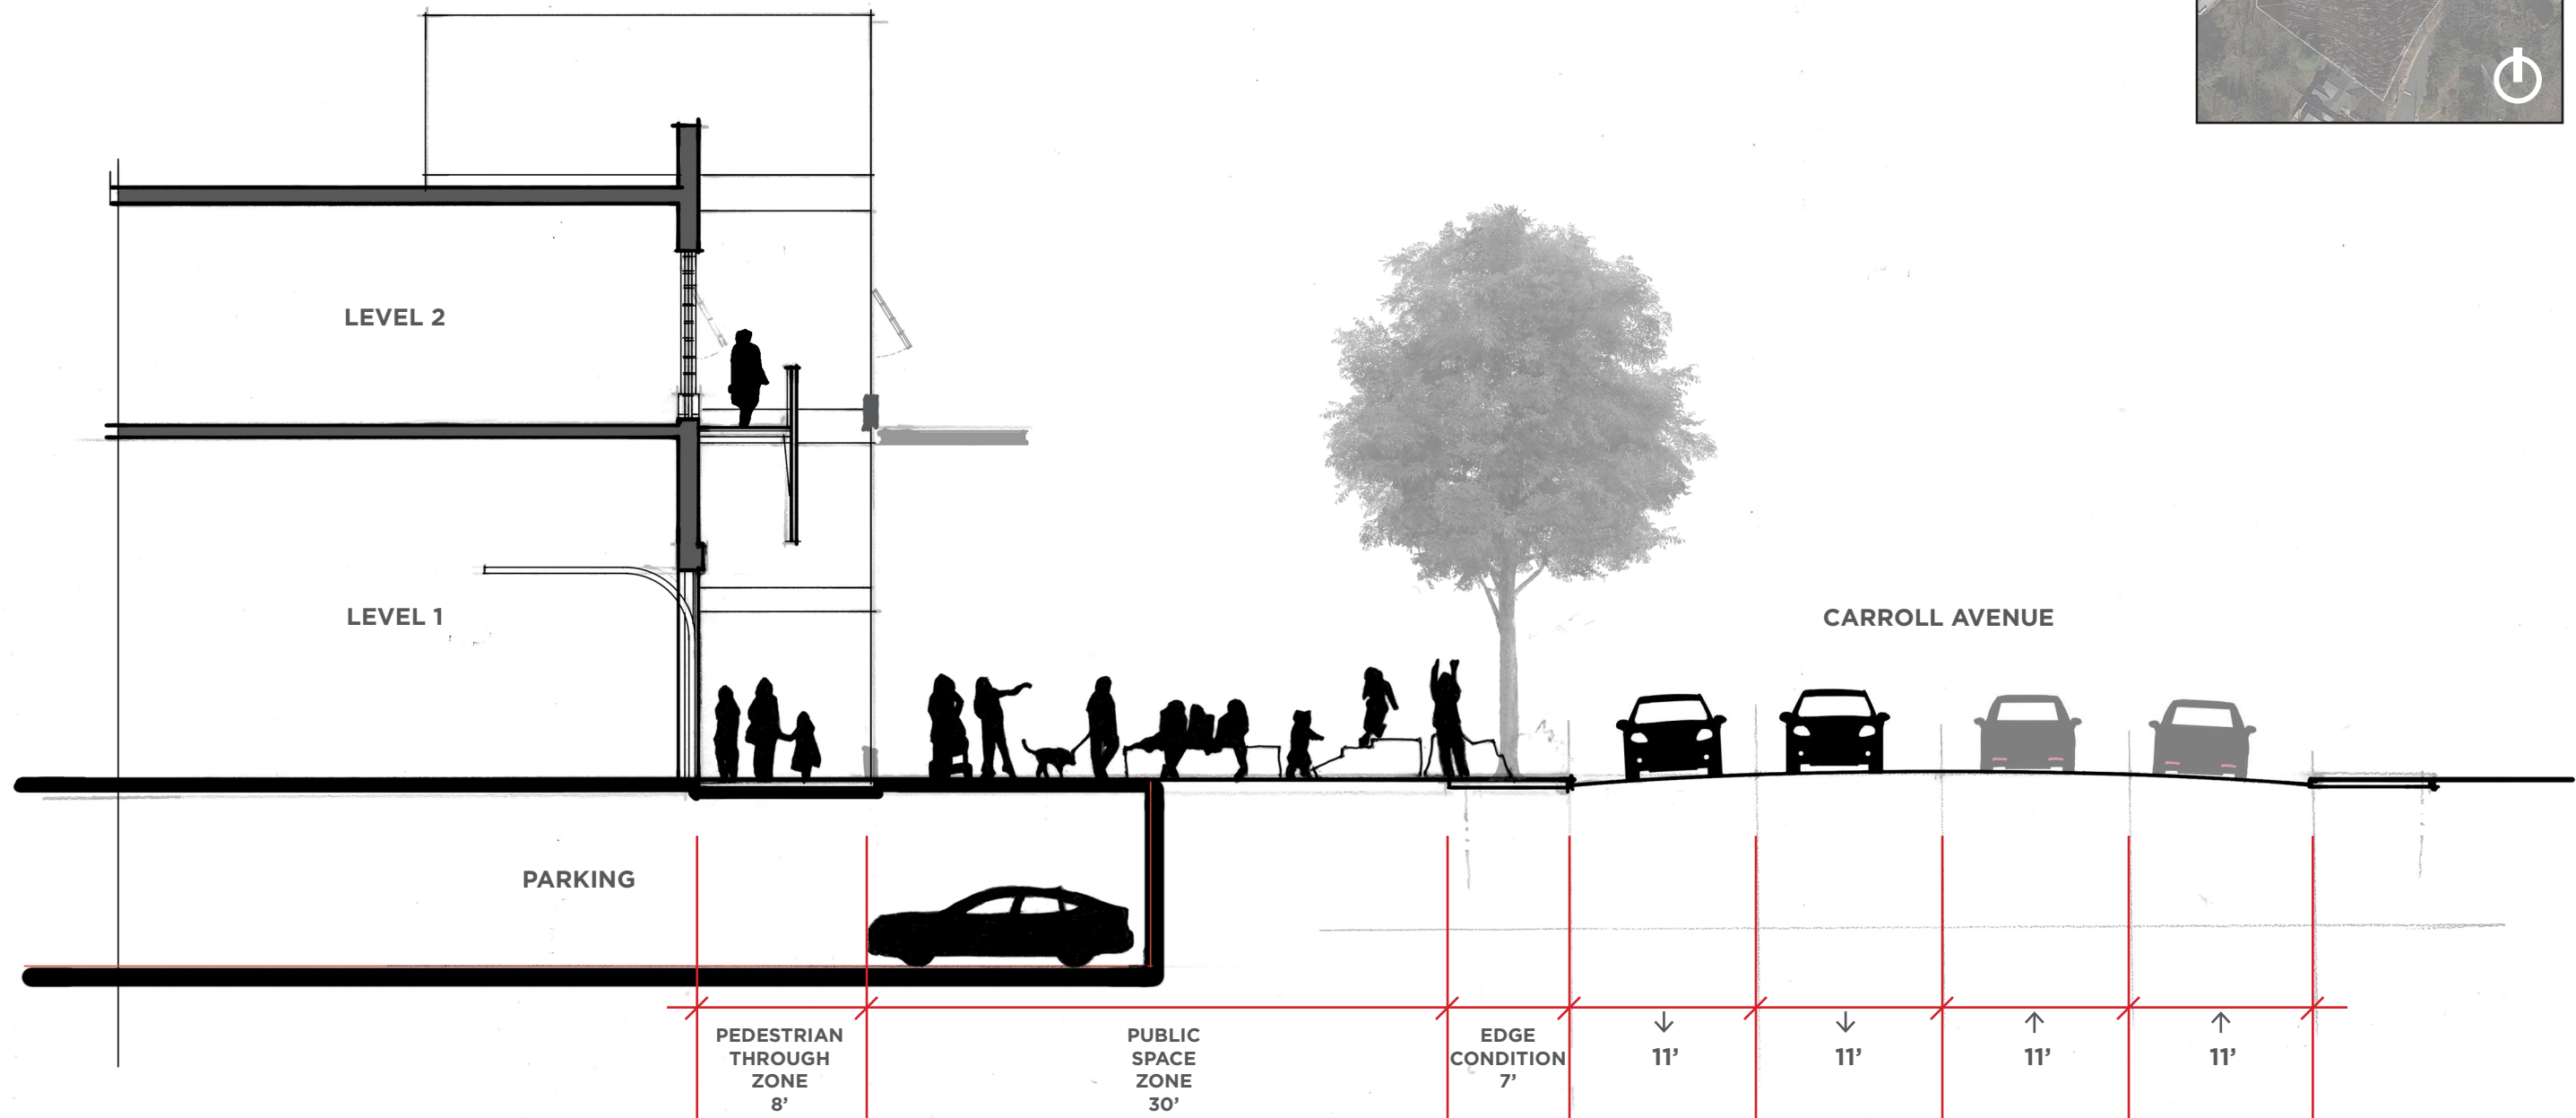 LEVEL 2
LEVEL 1
CARROLL AVENUE
PARKING
PEDESTRIAN
THROUGH
ZONE
8’
PUBLIC
SPACE
ZONE
30’
EDGE
CONDITION
7’
11’
11’
11’
11’